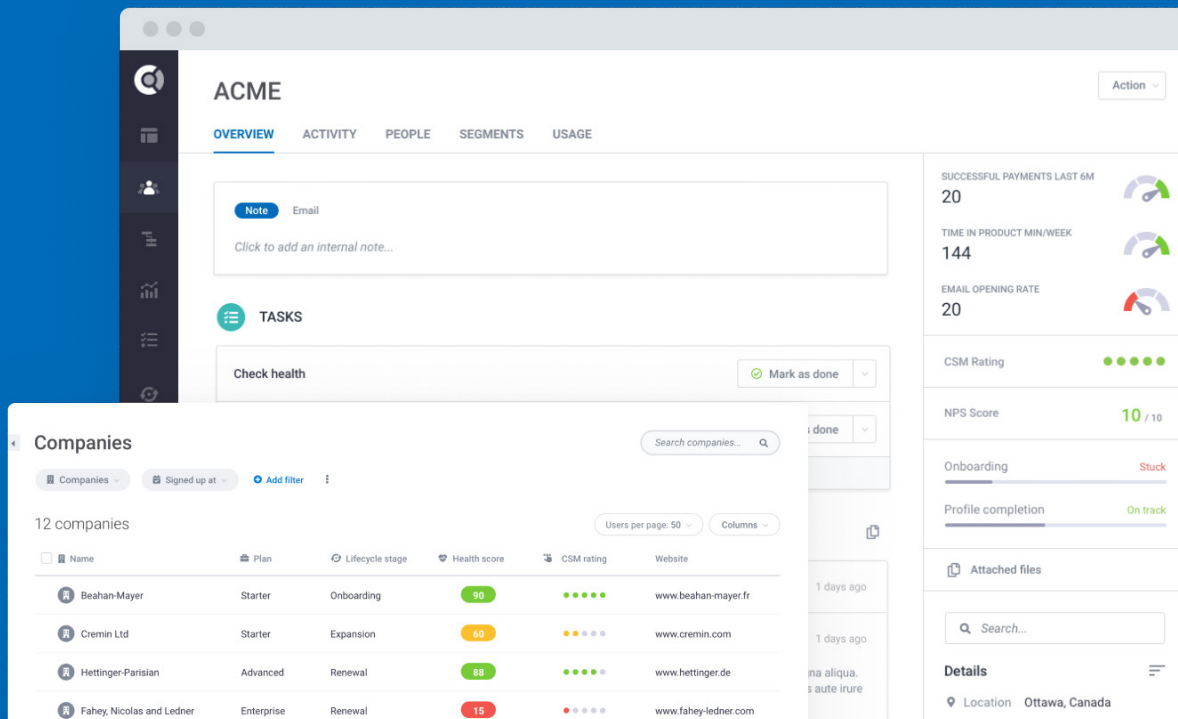 ACME
Action
OVERVIEW ACTIVITY PEOPLE SEGMENTS USAGE
Note Email
Click to add an internal note...
TASKS
Check health Mark as done
done
1 days ago
1 days ago
na aliqua.
aute irure
SUCCESSFUL PAYMENTS LAST 6M
20
TIME IN PRODUCT MIN/WEEK
144
EMAIL OPENING RATE
20
CSM Rating
NPS Score 10 / 10
Onboarding Stuck
Profile completion On track
Attached files
Search...
Details
Location Ottawa, Canada
Companies Search companies...
Companies Signed up at Add filter
12 companies Users per page: 50 Columns
Name Plan Lifecycle stage Health score CSM rating Website
Beahan-Mayer Starter Onboarding 90 www.beahan-mayer.fr
Cremin Ltd Starter Expansion 60 www.cremin.com
Hettinger-Parisian Advanced Renewal 88 www.hettinger.de
Fahey, Nicolas and Ledner Enterprise Renewal 15 www.fahey-ledner.com